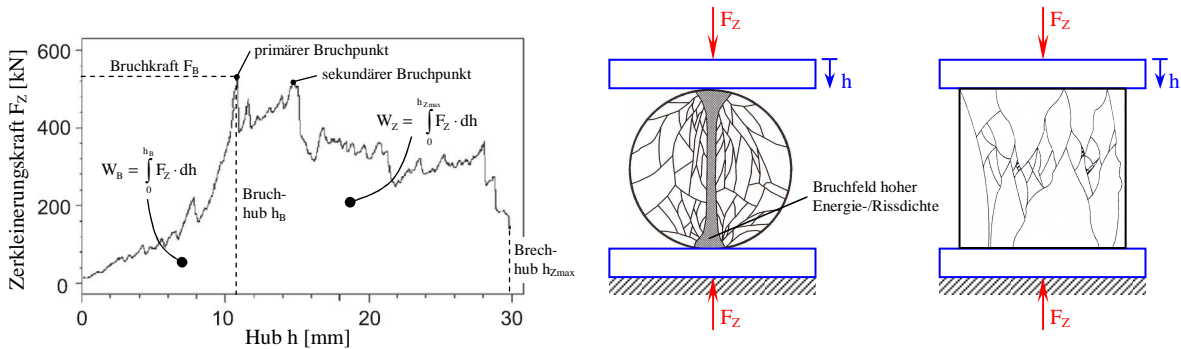 600
400
200
0
Zerkleinerungskraft F_Z [kN]
Bruchkraft F_B
primärer Bruchpunkt
sekundärer Bruchpunkt
W_B = ∫_0^{h_B} F_Z · dh
W_Z = ∫_0^{h_Zmax} F_Z · dh
Bruch-
hub h_B
Brech-
hub h_Zmax
0
10
20
30
Hub h [mm]
F_Z
h
Bruchfeld hoher
Energie-/Rissdichte
F_Z
F_Z
h
F_Z